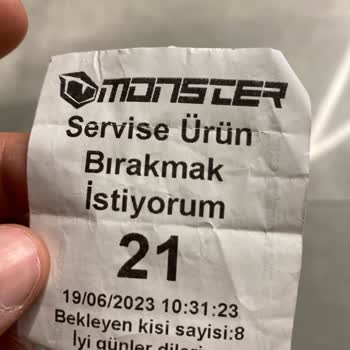 MONSTER
Servise Ürün
Bırakmak
İstiyorum
21
19/06/2023 10:31:23
Bekleyen kisi sayisi:8
İyi günler